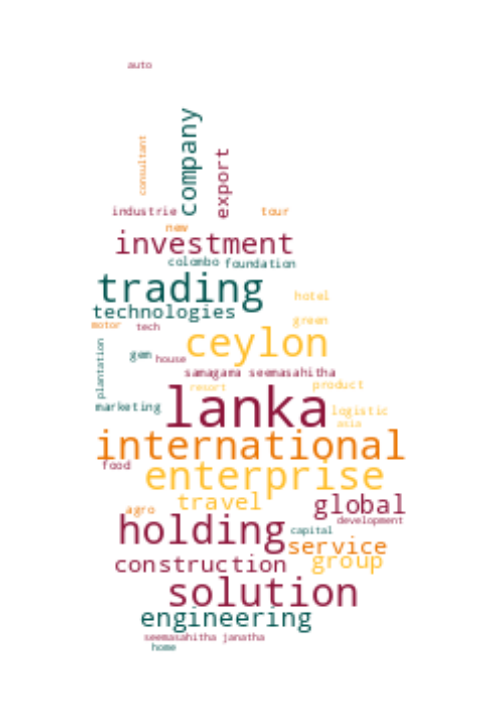 auto
consultant
company
export
industrie
tour
new
investment
colombo foundation
trading
hotel
technologies
green
motor
tech
plantation
ceylon
gem
house
samagama seemasahitha
resort
product
lanka
marketing
logistic
asia
international
food
enterprise
travel
agro
global
development
holding
capital
service
construction
group
solution
engineering
seemasahitha janatha
home